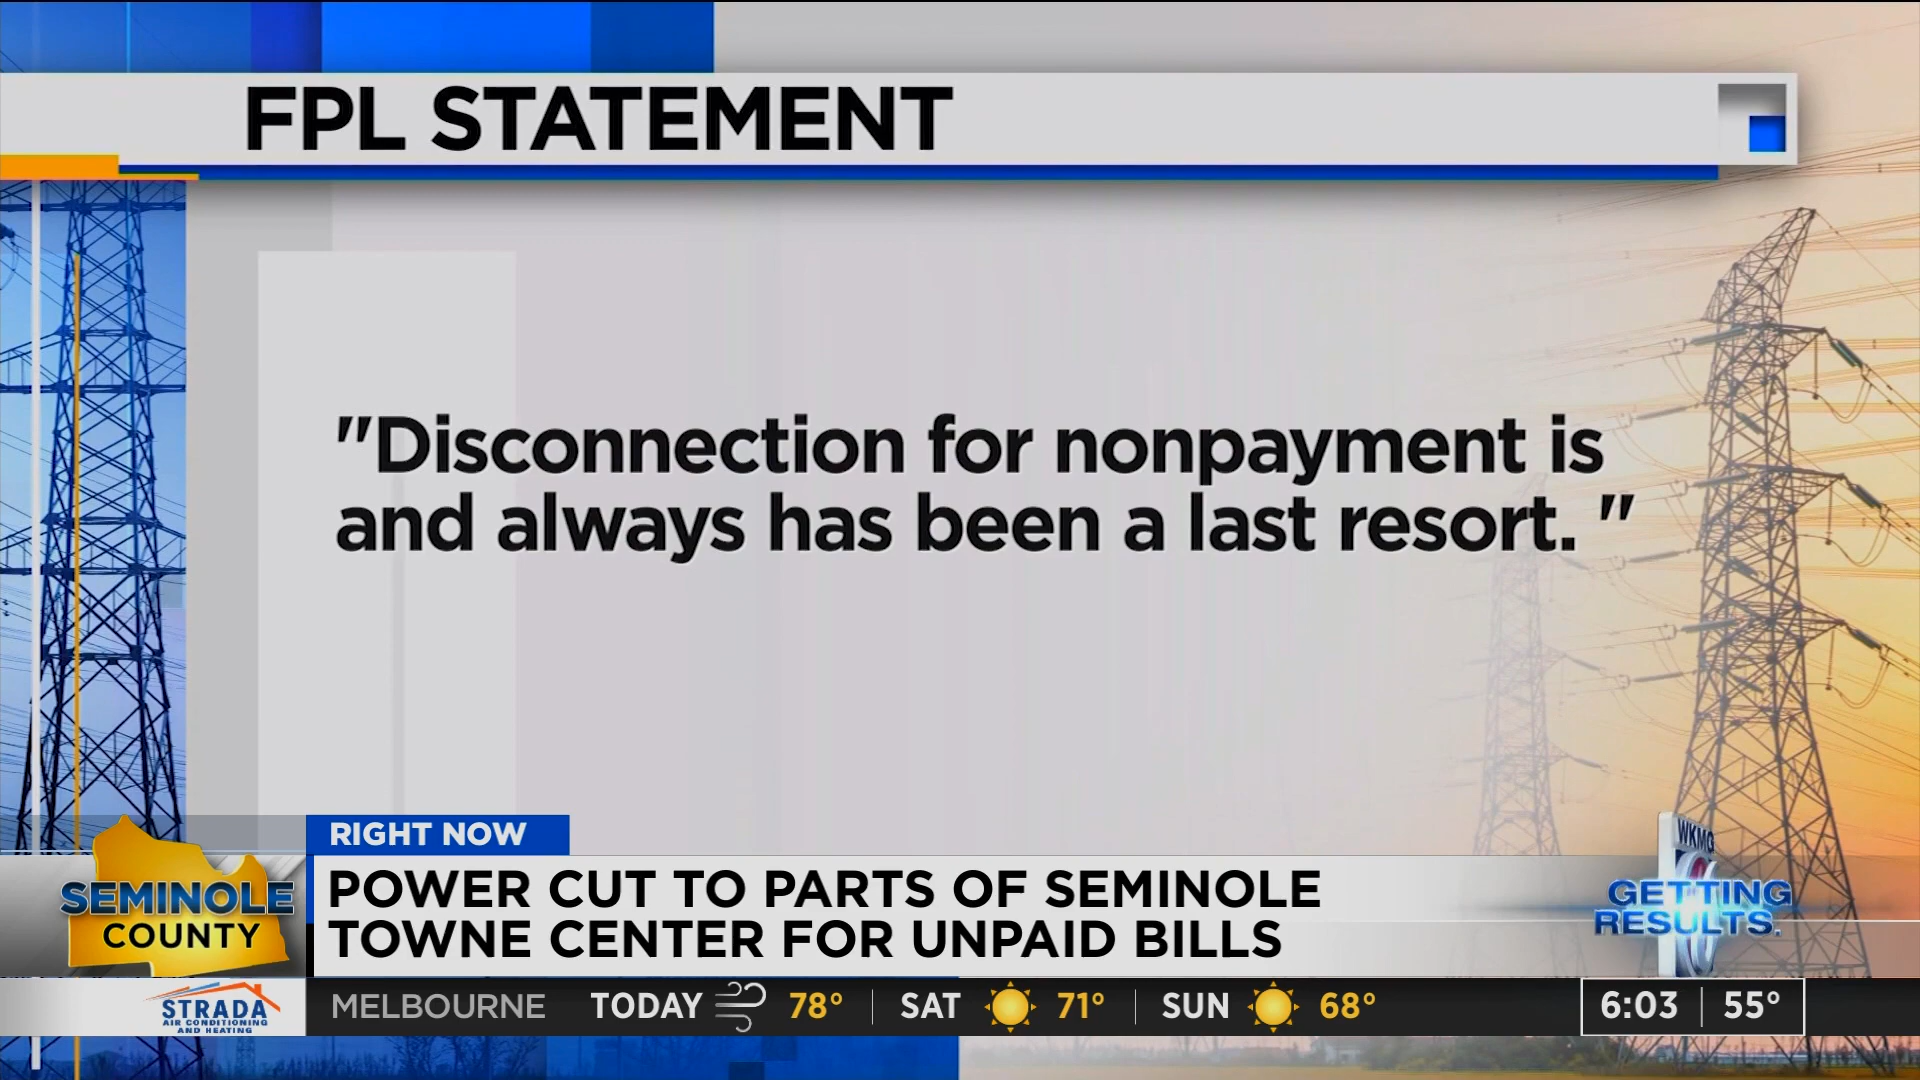 FPL STATEMENT
"Disconnection for nonpayment is
and always has been a last resort. "
RIGHT NOW
SEMINOLE
COUNTY
POWER CUT TO PARTS OF SEMINOLE
TOWNE CENTER FOR UNPAID BILLS
WKMG
GETTING
RESULTS.
STRADA
AIR CONDITIONING
AND HEATING
MELBOURNE TODAY 78° SAT 71° SUN 68°
6:03 55°